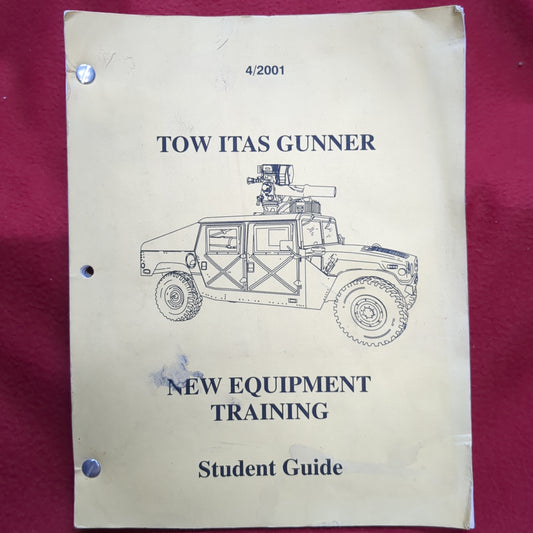 4/2001
TOW ITAS GUNNER
NEW EQUIPMENT
TRAINING
Student Guide